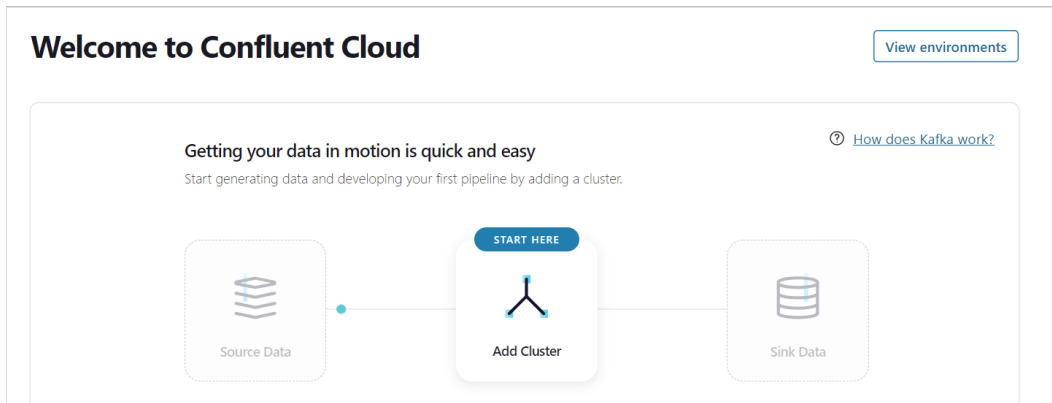 Welcome to Confluent Cloud
View environments
How does Kafka work?
Getting your data in motion is quick and easy
Start generating data and developing your first pipeline by adding a cluster.
START HERE
Source Data
Add Cluster
Sink Data